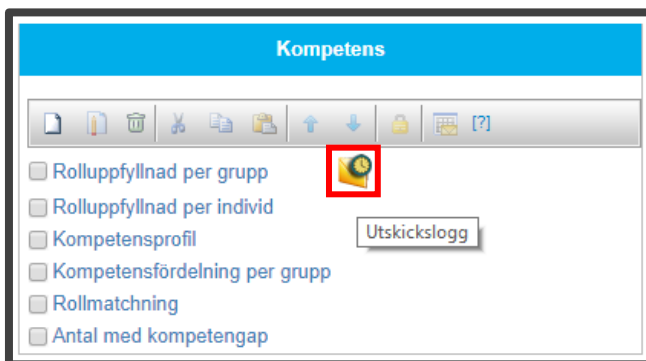 Kompetens
[?]
Rolluppfyllnad per grupp
Rolluppfyllnad per individ
Utskickslogg
Kompetensprofil
Kompetensfördelning per grupp
Rollmatchning
Antal med kompetengap